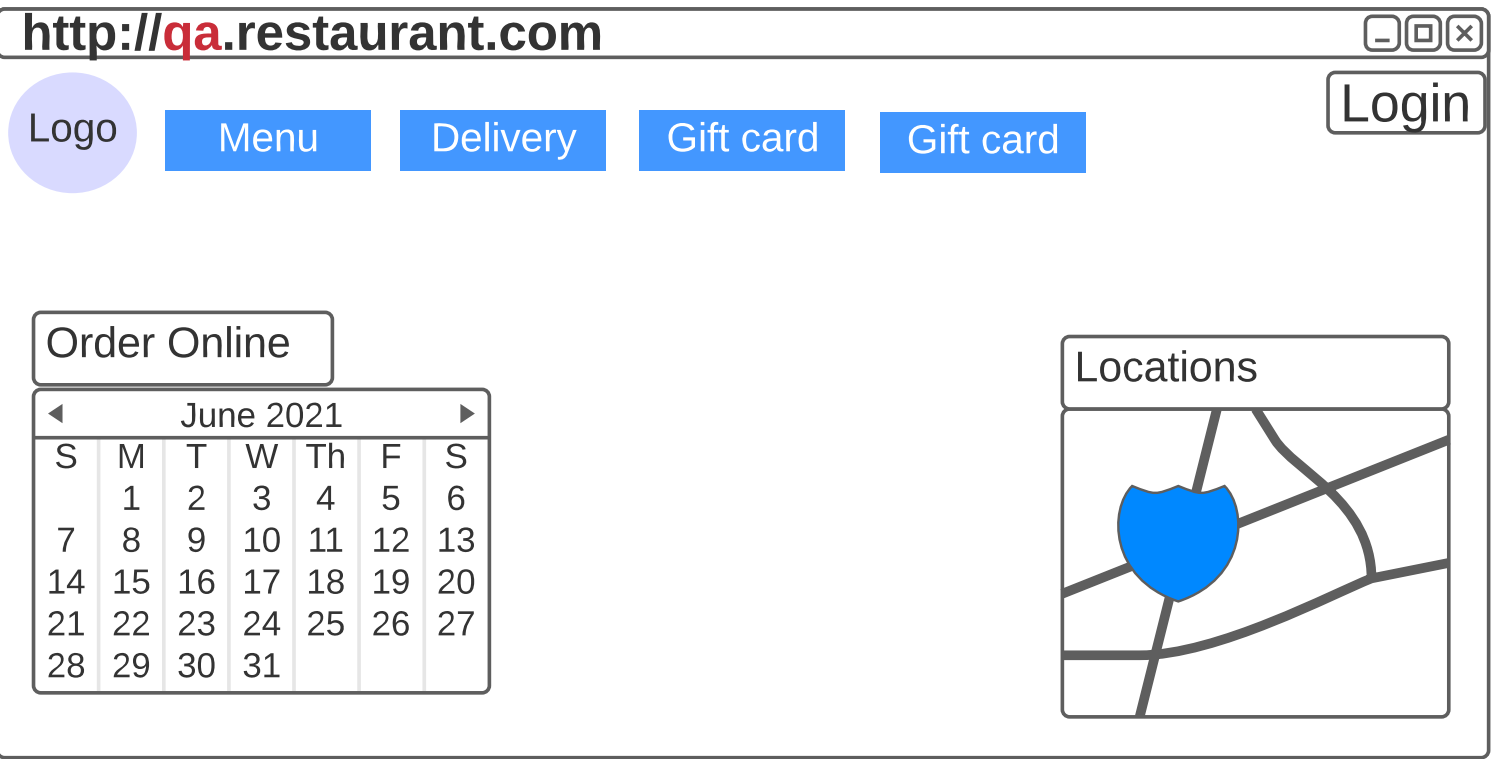 http://qa.restaurant.com
Login
Logo
Menu Delivery Gift card Gift card
Order Online
Locations
June 2021
S M T W Th F S
1 2 3 4 5 6
7 8 9 10 11 12 13
14 15 16 17 18 19 20
21 22 23 24 25 26 27
28 29 30 31